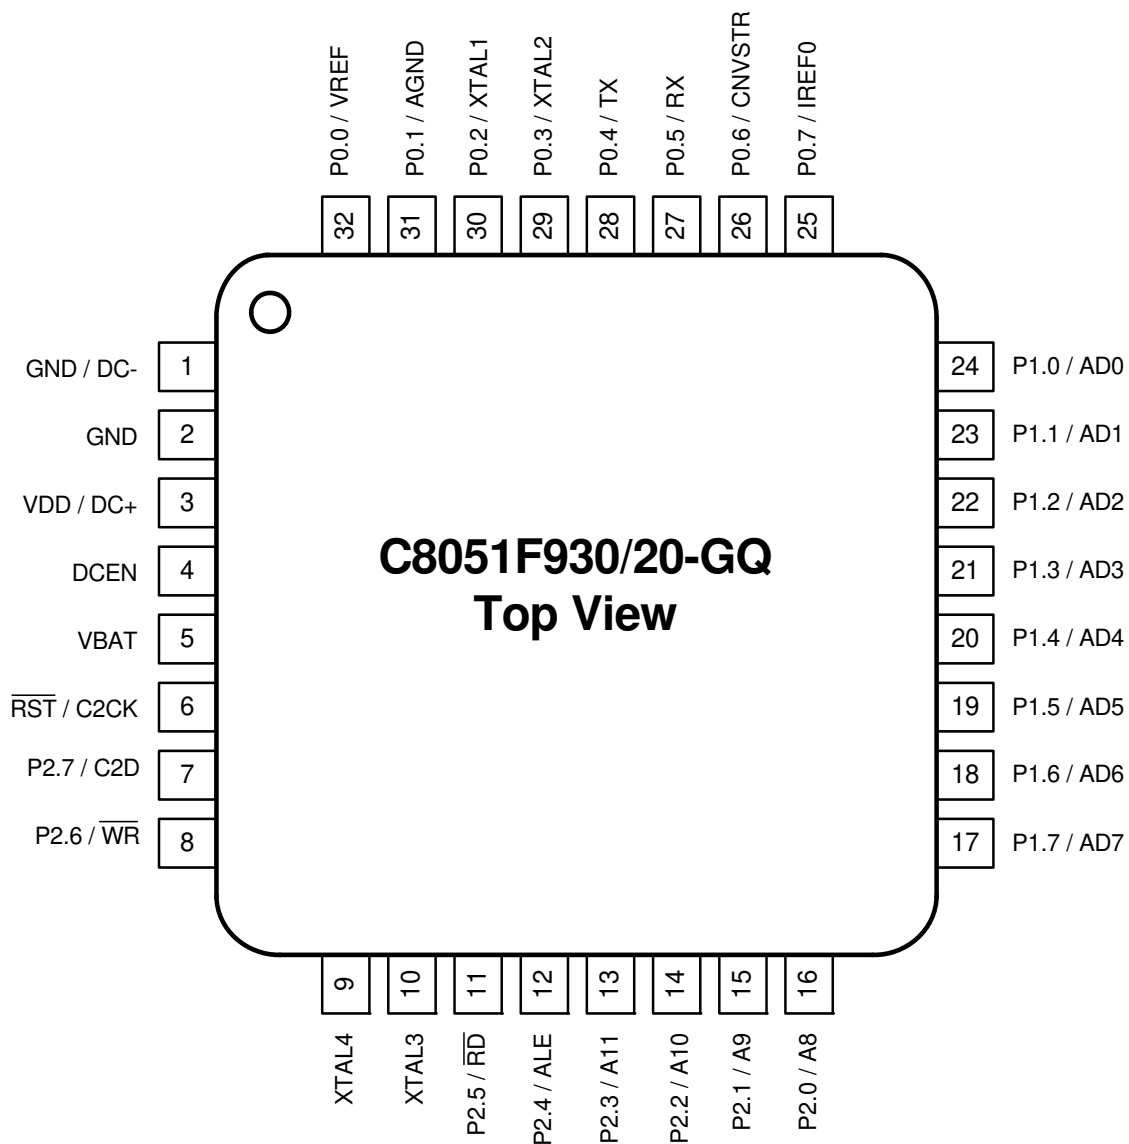 P0.0 / VREF
P0.1 / AGND
P0.2 / XTAL1
P0.3 / XTAL2
P0.4 / TX
P0.5 / RX
P0.6 / CNVSTR
P0.7 / IREF0
32
31
30
29
28
27
26
25
GND / DC-
1
GND
2
VDD / DC+
3
DCEN
4
VBAT
5
R̅S̅T̅ / C2CK
6
P2.7 / C2D
7
P2.6 / W̅R̅
8
C8051F930/20-GQ
Top View
24
P1.0 / AD0
23
P1.1 / AD1
22
P1.2 / AD2
21
P1.3 / AD3
20
P1.4 / AD4
19
P1.5 / AD5
18
P1.6 / AD6
17
P1.7 / AD7
9
10
11
12
13
14
15
16
XTAL4
XTAL3
P2.5 / R̅D̅
P2.4 / ALE
P2.3 / A11
P2.2 / A10
P2.1 / A9
P2.0 / A8